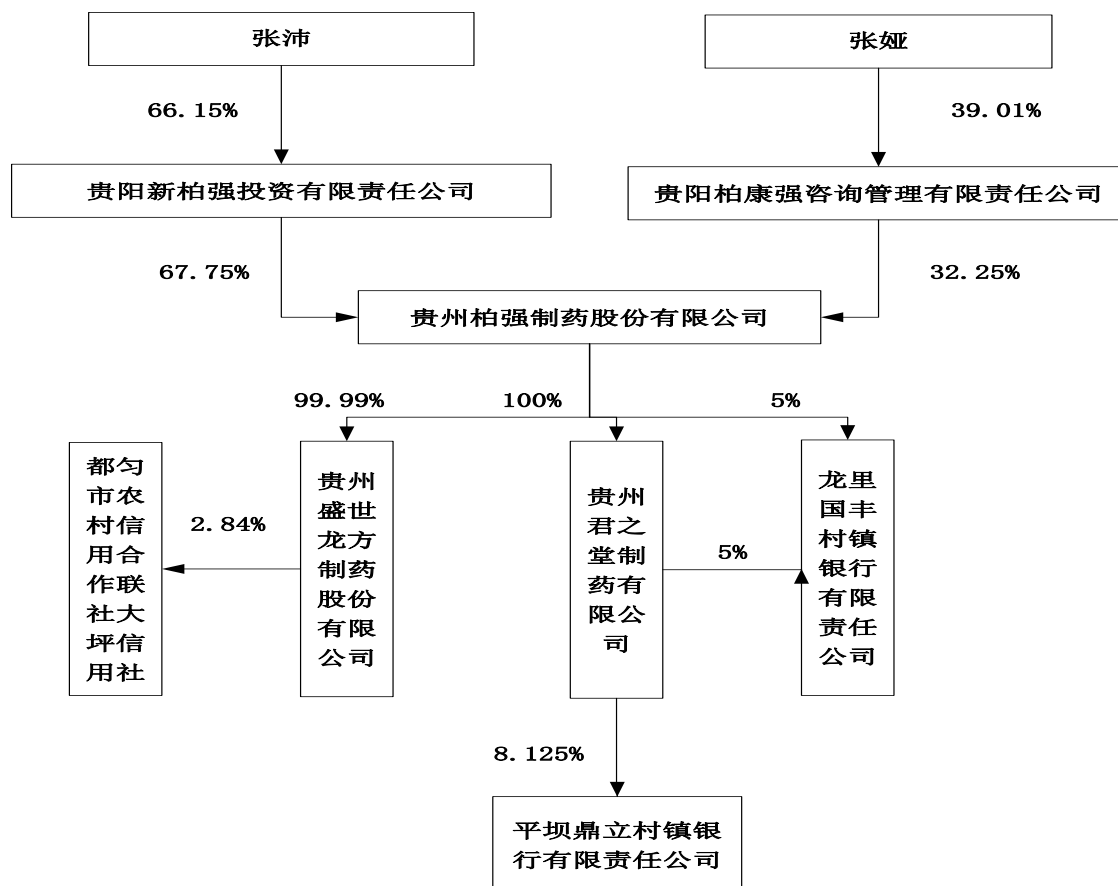 张沛
张娅
66.15%
39.01%
贵阳新柏强投资有限责任公司
贵阳柏康强咨询管理有限责任公司
67.75%
32.25%
贵州柏强制药股份有限公司
99.99%
100%
5%
都匀
市农
村信
用合
作联
社大
坪信
用社
2.84%
贵州
盛世
龙方
制药
股份
有限
公司
贵州
君之
堂制
药有
限公
司
5%
龙里
国丰
村镇
银行
有限
责任
公司
8.125%
平坝鼎立村镇银
行有限责任公司